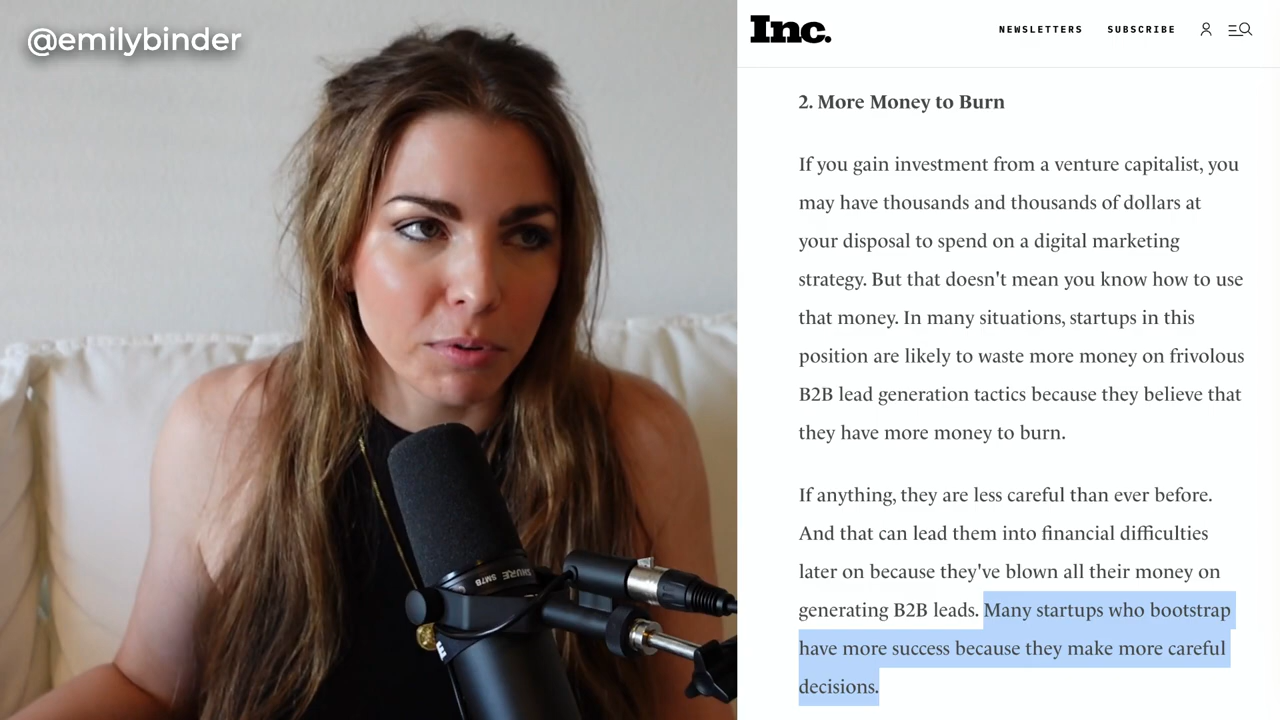 @emilybinder
Inc.
NEWSLETTERS
SUBSCRIBE
2. More Money to Burn
If you gain investment from a venture capitalist, you
may have thousands and thousands of dollars at
your disposal to spend on a digital marketing
strategy. But that doesn't mean you know how to use
that money. In many situations, startups in this
position are likely to waste more money on frivolous
B2B lead generation tactics because they believe that
they have more money to burn.
If anything, they are less careful than ever before.
And that can lead them into financial difficulties
later on because they've blown all their money on
generating B2B leads. Many startups who bootstrap
have more success because they make more careful
decisions.
SHURE SM7B